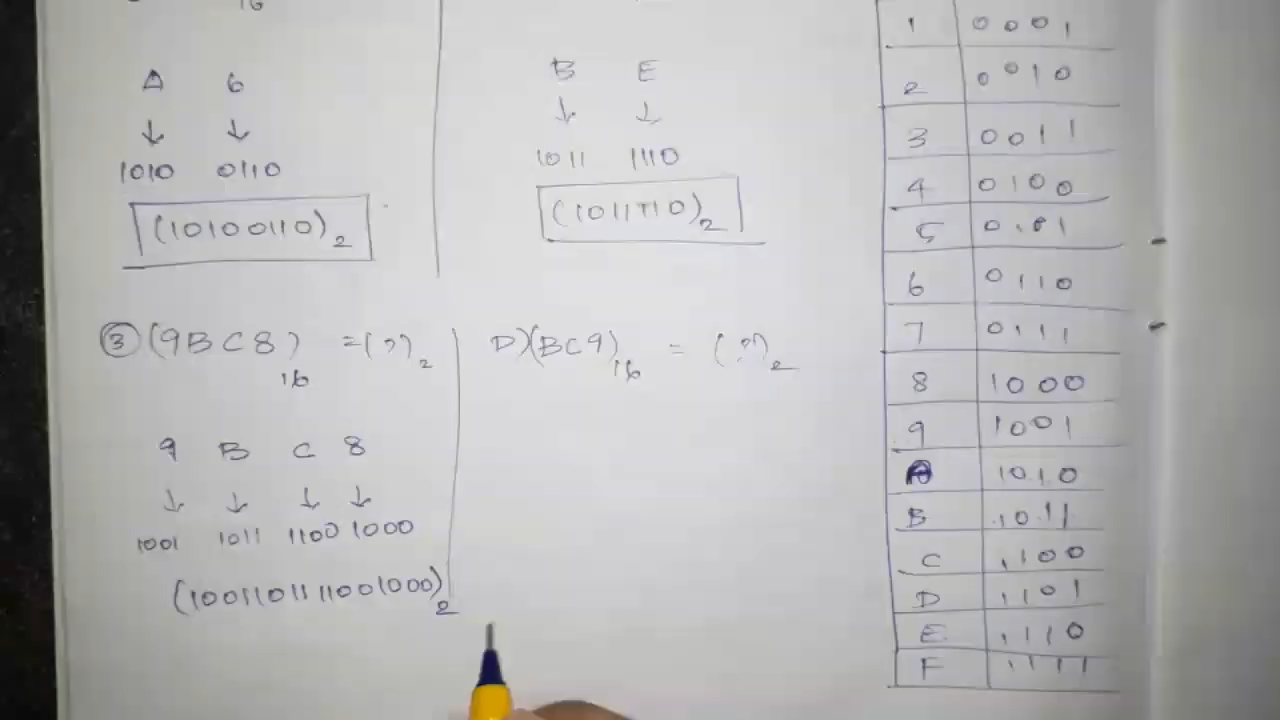 16
A 6
↓ ↓
1010 0110
(10100110)₂
B E
↓ ↓
1011 1110
(1011110)₂
③ (9BC8)₁₆ = (?)₂
9 B C 8
↓ ↓ ↓ ↓
1001 1011 1100 1000
(1001101111001000)₂
D) (BC9)₁₆ = (?)₂
1 0001
2 0010
3 0011
4 0100
5 0101
6 0110
7 0111
8 1000
9 1001
A 1010
B 1011
C 1100
D 1101
E 1110
F 1111